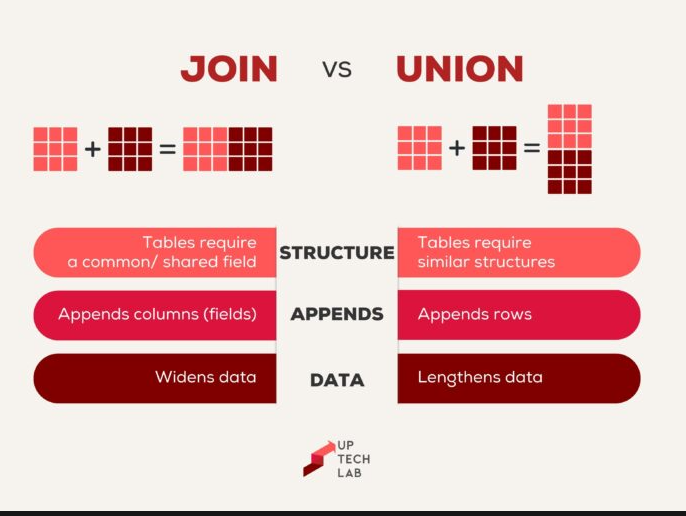 JOIN VS UNION
+ =
+ =
Tables require
a common/ shared field
STRUCTURE
Tables require
similar structures
Appends columns (fields)
APPENDS
Appends rows
Widens data
DATA
Lengthens data
UP
TECH
LAB